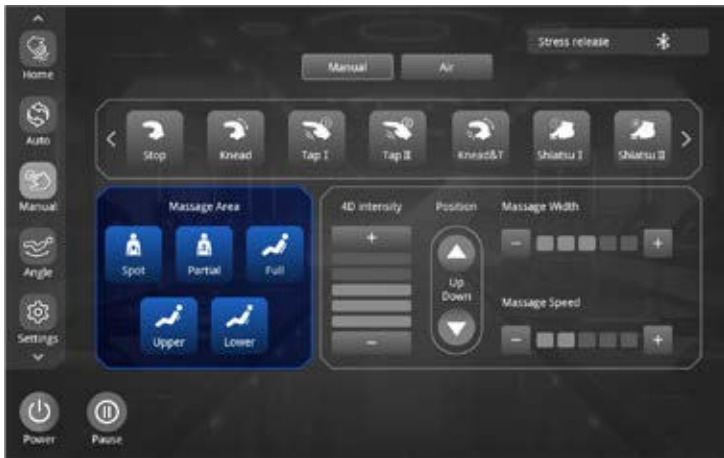 Stress release
Home
Manual
Air
Auto
Stop
Knead
Tap I
Tap II
Knead&T
Shiatsu I
Shiatsu II
Manual
Massage Area
Spot
Partial
Full
Upper
Lower
4D intensity
+
−
Position
Up
Down
Massage Width
−
+
Massage Speed
−
+
Angle
Settings
Power
Pause